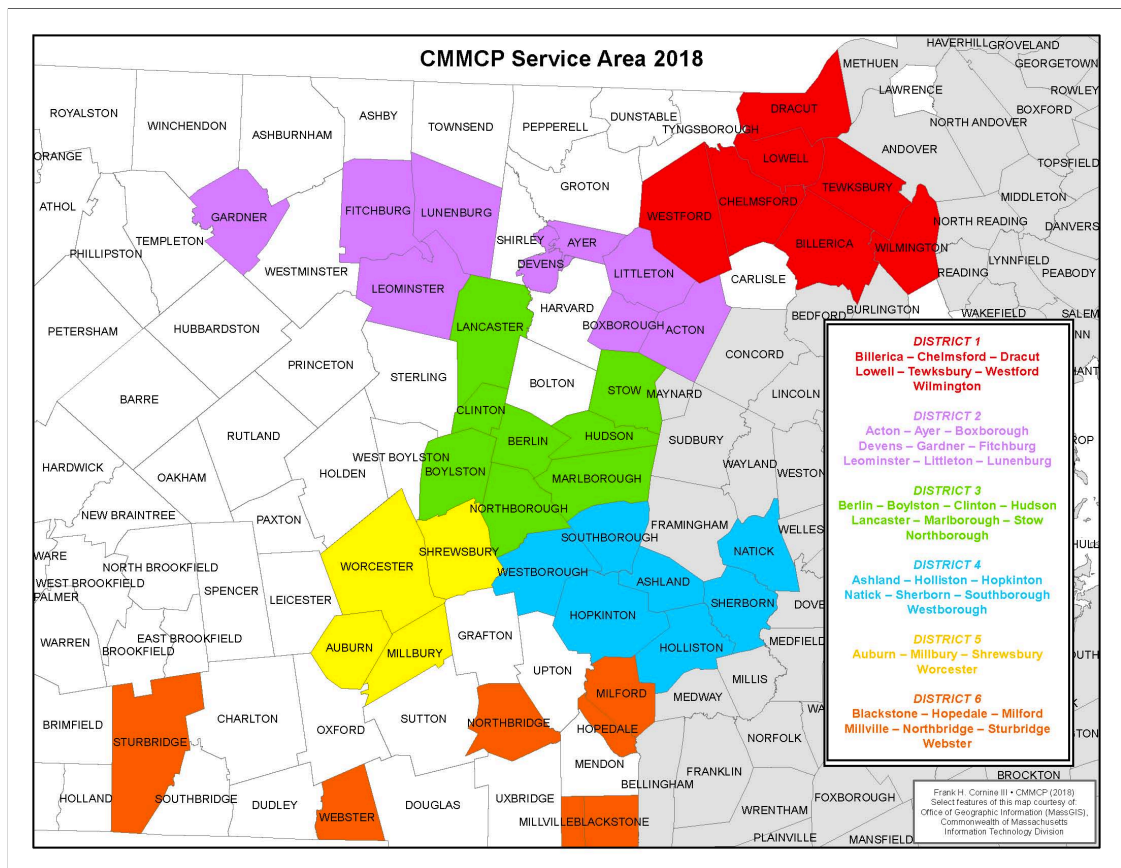 CMMCP Service Area 2018
HAVERHILL
GROVELAND
METHUEN
GEORGETOWN
LAWRENCE
ROWLEY
DRACUT
BOXFORD
ROYALSTON
WINCHENDON
ASHBURNHAM
ASHBY
TOWNSEND
PEPPERELL
DUNSTABLE
TYNGSBOROUGH
NORTH ANDOVER
ANDOVER
ORANGE
LOWELL
TOPSFIELD
GROTON
TEWKSBURY
MIDDLETON
ATHOL
GARDNER
FITCHBURG
LUNENBURG
WESTFORD
CHELMSFORD
NORTH READING
DANVERS
TEMPLETON
SHIRLEY
AYER
BILLERICA
WILMINGTON
PHILLIPSTON
DEVENS
LYNNFIELD
WESTMINSTER
LITTLETON
READING
PEABODY
LEOMINSTER
CARLISLE
HARVARD
BURLINGTON
BEDFORD
WAKEFIELD
SALEM
PETERSHAM
HUBBARDSTON
LANCASTER
BOXBOROUGH
ACTON
NN
PRINCETON
CONCORD
STERLING
BOLTON
HANT
BARRE
STOW
MAYNARD
LINCOLN
CLINTON
RUTLAND
BERLIN
HUDSON
SUDBURY
ROP
WEST BOYLSTON
HARDWICK
OAKHAM
HOLDEN
BOYLSTON
MARLBOROUGH
WAYLAND
WESTON
NEW BRAINTREE
PAXTON
NORTHBOROUGH
FRAMINGHAM
WELLES
SOUTHBOROUGH
WARE
NORTH BROOKFIELD
WORCESTER
SHREWSBURY
NATICK
HULL
WEST BROOKFIELD
WESTBOROUGH
ASHLAND
PALMER
SPENCER
LEICESTER
HOPKINTON
SHERBORN
DOVE
WARREN
EAST BROOKFIELD
BROOKFIELD
AUBURN
MILLBURY
GRAFTON
HOLLISTON
MEDFIELD
OUTH
UPTON
MILLIS
MILFORD
MEDWAY
BRIMFIELD
STURBRIDGE
CHARLTON
OXFORD
SUTTON
NORTHBRIDGE
HOPEDALE
WA
K
NORFOLK
TON
MENDON
FRANKLIN
BELLINGHAM
BROCKTON
HOLLAND
SOUTHBRIDGE
DUDLEY
WEBSTER
DOUGLAS
UXBRIDGE
FOXBOROUGH
WRENTHAM
MILLVILLE
BLACKSTONE
PLAINVILLE
MANSFIELD
DISTRICT 1
Billerica – Chelmsford – Dracut
Lowell – Tewksbury – Westford
Wilmington
DISTRICT 2
Acton – Ayer – Boxborough
Devens – Gardner – Fitchburg
Leominster – Littleton – Lunenburg
DISTRICT 3
Berlin – Boylston – Clinton – Hudson
Lancaster – Marlborough – Stow
Northborough
DISTRICT 4
Ashland – Holliston – Hopkinton
Natick – Sherborn – Southborough
Westborough
DISTRICT 5
Auburn – Millbury – Shrewsbury
Worcester
DISTRICT 6
Blackstone – Hopedale – Milford
Millville – Northbridge – Sturbridge
Webster
Frank H. Cornine III • CMMCP (2018)
Select features of this map courtesy of:
Office of Geographic Information (MassGIS),
Commonwealth of Massachusetts
Information Technology Division